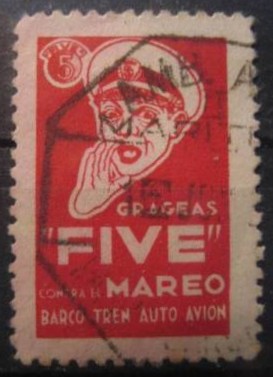 FIVE
5
GRAGEAS
"FIVE"
CONTRA EL MAREO
BARCO TREN AUTO AVION